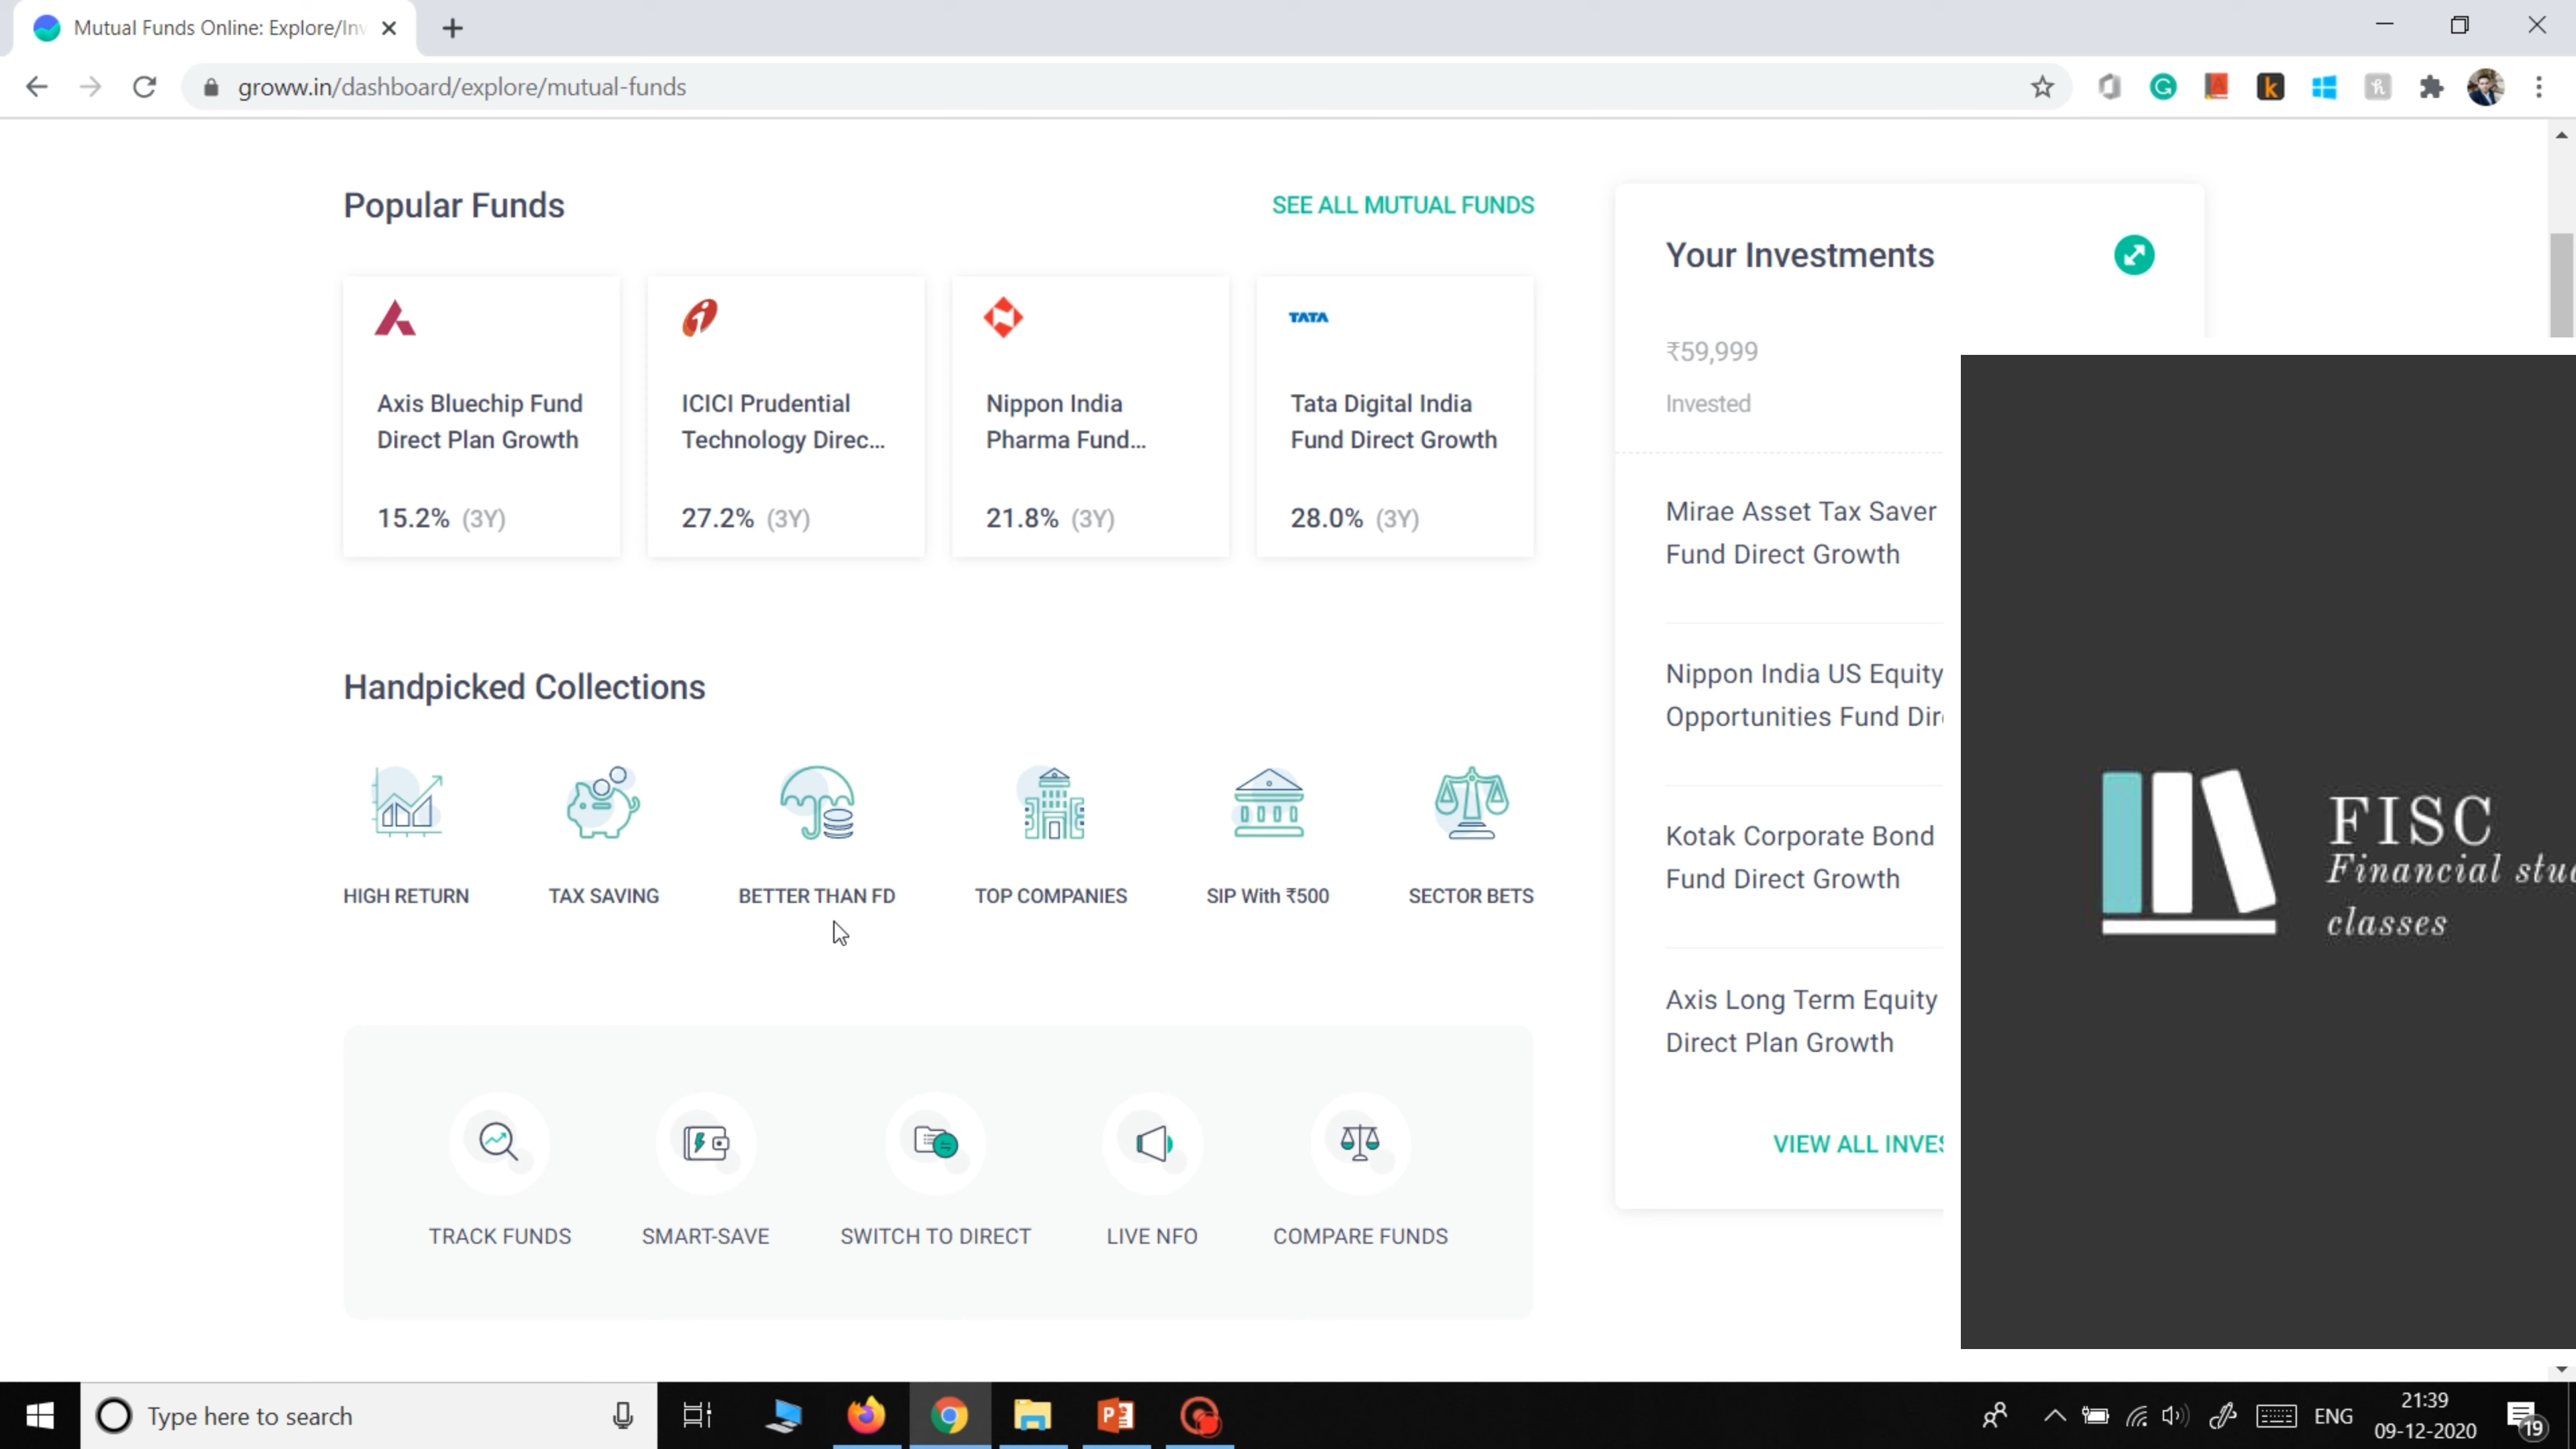 Mutual Funds Online: Explore/Inv
groww.in/dashboard/explore/mutual-funds
Popular Funds
SEE ALL MUTUAL FUNDS
Axis Bluechip Fund
Direct Plan Growth
15.2% (3Y)
ICICI Prudential
Technology Direc...
27.2% (3Y)
Nippon India
Pharma Fund...
21.8% (3Y)
TATA
Tata Digital India
Fund Direct Growth
28.0% (3Y)
Handpicked Collections
HIGH RETURN
TAX SAVING
BETTER THAN FD
TOP COMPANIES
SIP With ₹500
SECTOR BETS
TRACK FUNDS
SMART-SAVE
SWITCH TO DIRECT
LIVE NFO
COMPARE FUNDS
Your Investments
₹59,999
Invested
Mirae Asset Tax Saver
Fund Direct Growth
Nippon India US Equity
Opportunities Fund Dir
Kotak Corporate Bond
Fund Direct Growth
Axis Long Term Equity
Direct Plan Growth
VIEW ALL INVES
FISC
Financial stu
classes
Type here to search
ENG
21:39
09-12-2020
19